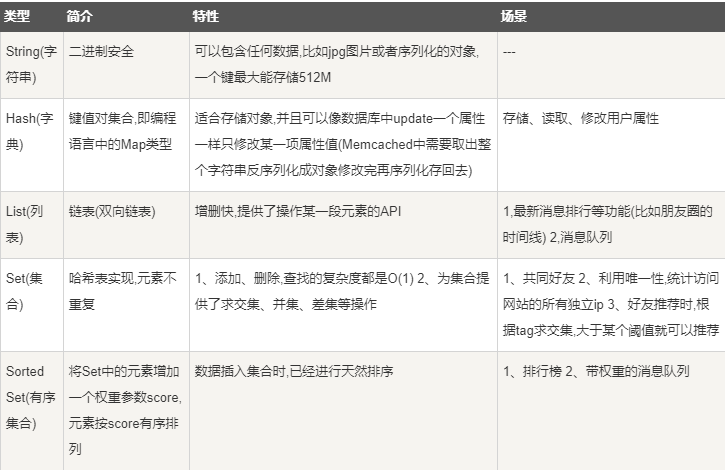 类型 简介 特性 场景
String(字
符串)
二进制安全
可以包含任何数据,比如jpg图片或者序列化的对象,
一个键最大能存储512M
---
Hash(字
典)
键值对集合,即编程
语言中的Map类型
适合存储对象,并且可以像数据库中update一个属性
一样只修改某一项属性值(Memcached中需要取出整
个字符串反序列化成对象修改完再序列化存回去)
存储、读取、修改用户属性
List(列
表)
链表(双向链表)
增删快,提供了操作某一段元素的API
1,最新消息排行等功能(比如朋友圈的
时间线) 2,消息队列
Set(集
合)
哈希表实现,元素不
重复
1、添加、删除,查找的复杂度都是O(1) 2、为集合提
供了求交集、并集、差集等操作
1、共同好友 2、利用唯一性,统计访问
网站的所有独立ip 3、好友推荐时,根
据tag求交集,大于某个阈值就可以推荐
Sorted
Set(有序
集合)
将Set中的元素增加
一个权重参数score,
元素按score有序排
列
数据插入集合时,已经进行天然排序
1、排行榜 2、带权重的消息队列